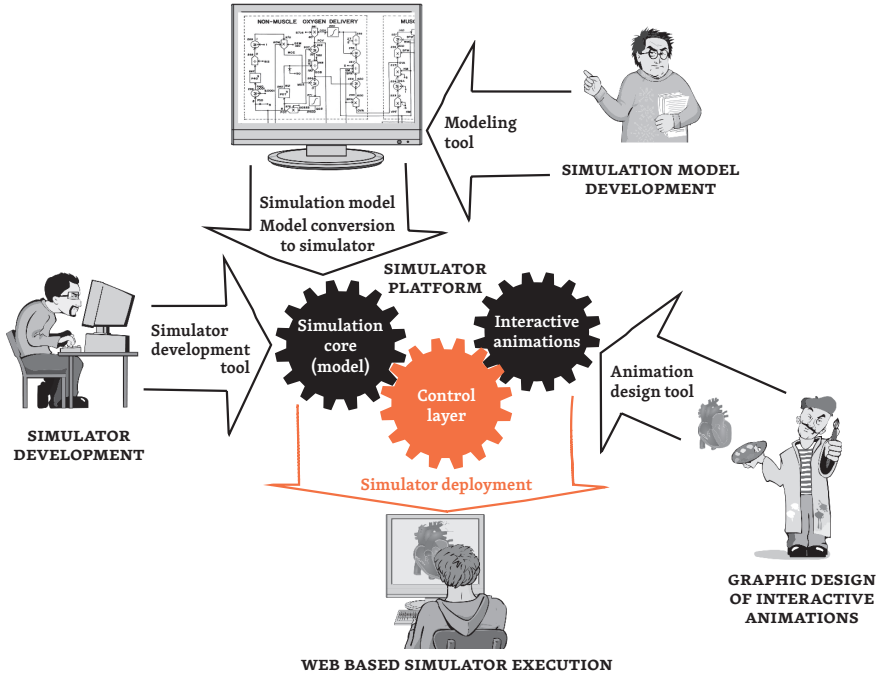 NON-MUSCLE OXYGEN DELIVERY
MUSC
Modeling
tool
SIMULATION MODEL
DEVELOPMENT
Simulation model
Model conversion
to simulator
SIMULATOR
PLATFORM
Simulator
development
tool
Simulation
core
(model)
Interactive
animations
Control
layer
Animation
design tool
SIMULATOR
DEVELOPMENT
Simulator deployment
GRAPHIC DESIGN
OF INTERACTIVE
ANIMATIONS
WEB BASED SIMULATOR EXECUTION